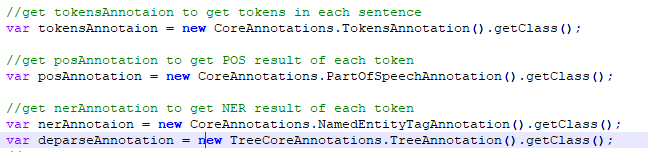 //get tokensAnnotaion to get tokens in each sentence
var tokensAnnotation = new CoreAnnotations.TokensAnnotation().getClass();
//get posAnnotation to get POS result of each token
var posAnnotation = new CoreAnnotations.PartOfSpeechAnnotation().getClass();
//get nerAnnotation to get NER result of each token
var nerAnnotaion = new CoreAnnotations.NamedEntityTagAnnotation().getClass();
var deparseAnnotation = new TreeCoreAnnotations.TreeAnnotation().getClass();